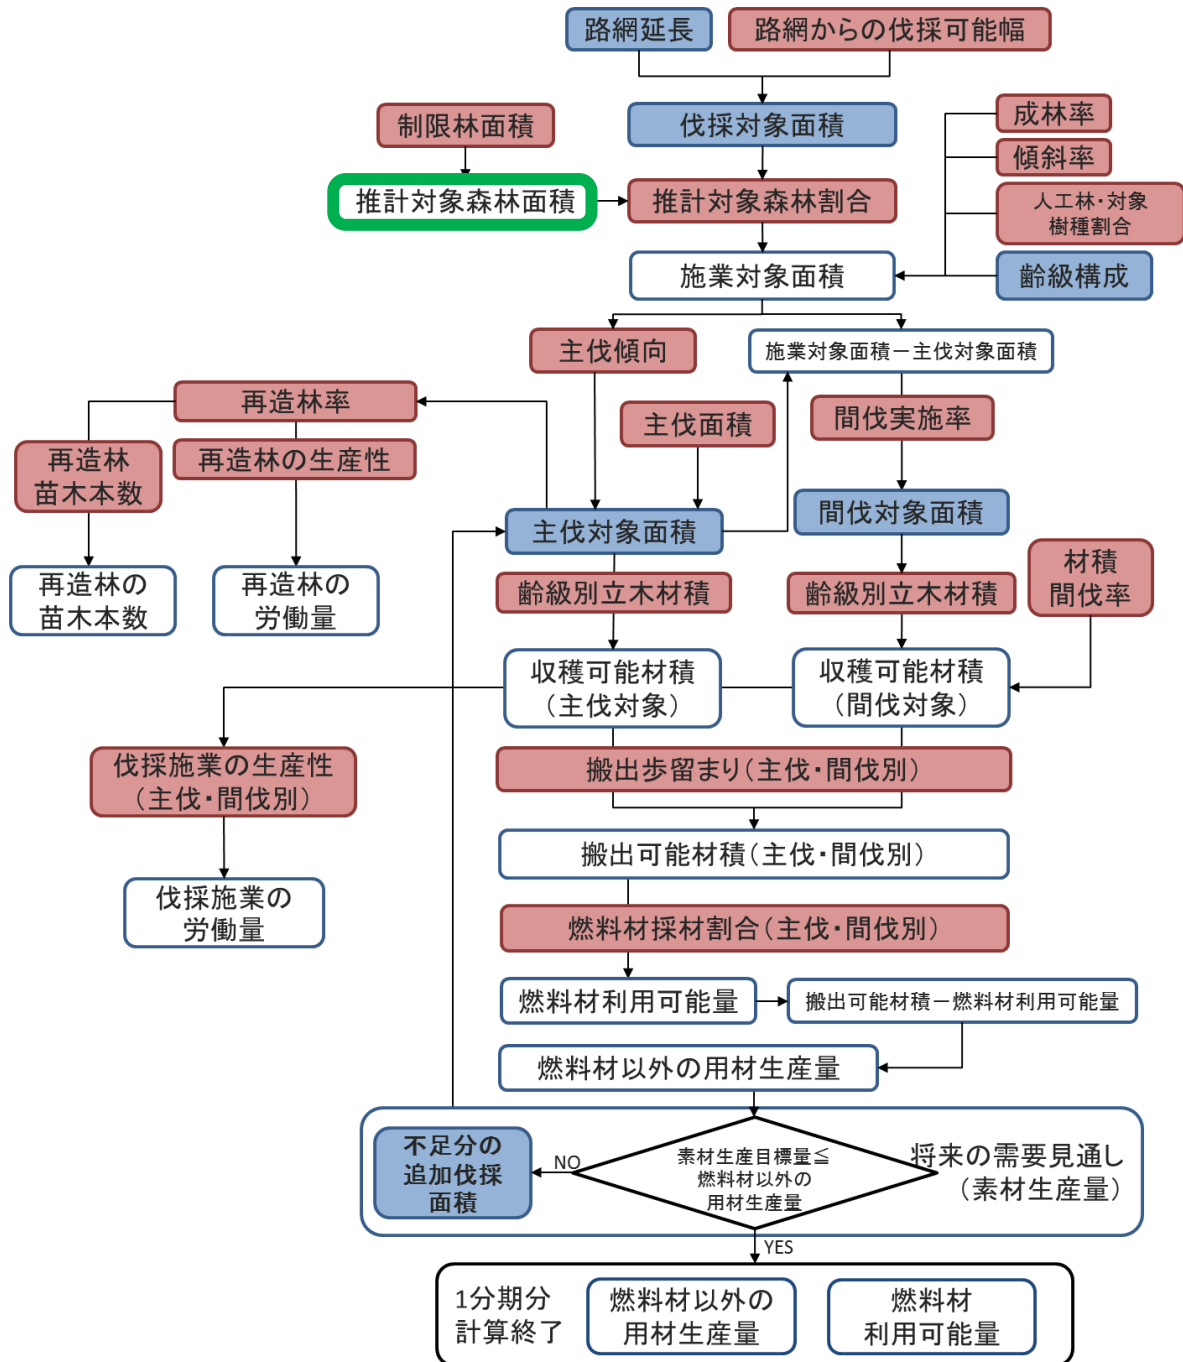 路網延長
路網からの伐採可能幅
制限林面積
伐採対象面積
成林率
傾斜率
推計対象森林面積
推計対象森林割合
人工林・対象
樹種割合
施業対象面積
齢級構成
主伐傾向
施業対象面積－主伐対象面積
再造林率
主伐面積
間伐実施率
再造林
苗木本数
再造林の生産性
主伐対象面積
間伐対象面積
再造林の
苗木本数
再造林の
労働量
齢級別立木材積
齢級別立木材積
材積
間伐率
収穫可能材積
（主伐対象）
収穫可能材積
（間伐対象）
伐採施業の生産性
（主伐・間伐別）
搬出歩留まり（主伐・間伐別）
搬出可能材積（主伐・間伐別）
伐採施業の
労働量
燃料材採材割合（主伐・間伐別）
燃料材利用可能量
搬出可能材積－燃料材利用可能量
燃料材以外の用材生産量
不足分の
追加伐採
面積
NO
素材生産目標量≦
燃料材以外の
用材生産量
将来の需要見通し
（素材生産量）
YES
1分期分
計算終了
燃料材以外の
用材生産量
燃料材
利用可能量